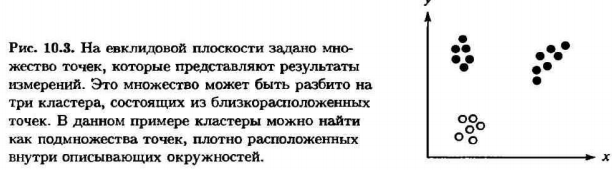 Рис. 10.3. На евклидовой плоскости задано мно-
жество точек, которые представляют результаты
измерений. Это множество может быть разбито на
три кластера, состоящих из близкорасположенных
точек. В данном примере кластеры можно найти
как подмножества точек, плотно расположенных
внутри описывающих окружностей.
y
x